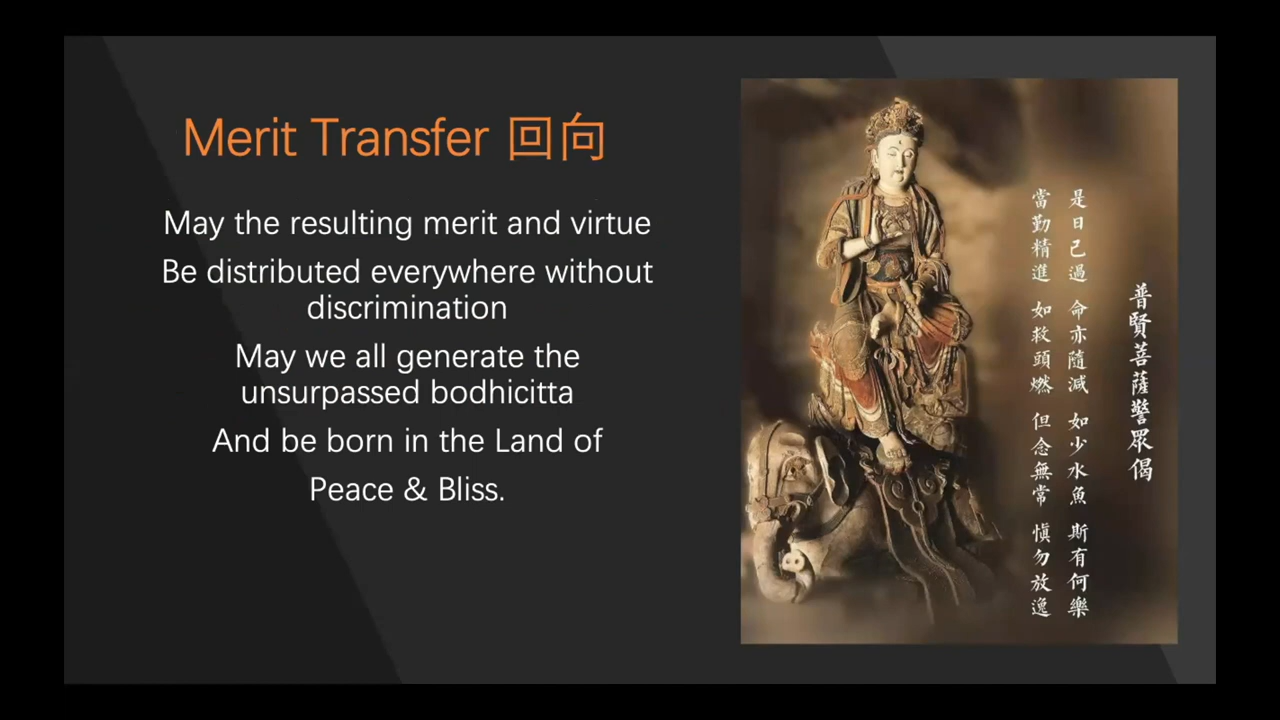 Merit Transfer 回向
May the resulting merit and virtue
Be distributed everywhere without
discrimination
May we all generate the
unsurpassed bodhicitta
And be born in the Land of
Peace & Bliss.
普賢菩薩警眾偈
是日已過 命亦隨減 如少水魚 斯有何樂
當勤精進 如救頭燃 但念無常 慎勿放逸